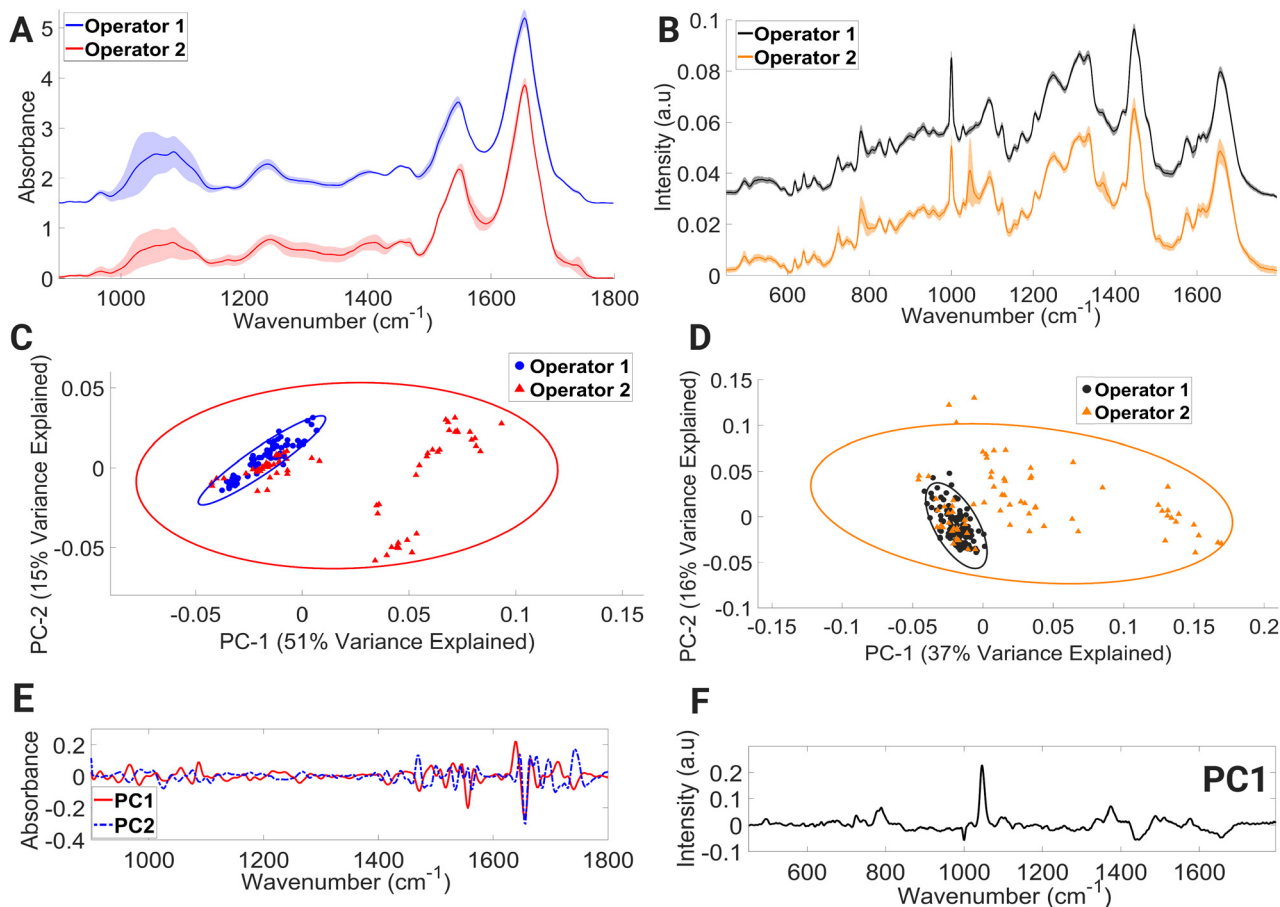 A
Operator 1
Operator 2
Absorbance
5
4
3
2
1
0
1000 1200 1400 1600 1800
Wavenumber (cm-1)
B
Operator 1
Operator 2
Intensity (a.u)
0.1
0.08
0.06
0.04
0.02
0
600 800 1000 1200 1400 1600
Wavenumber (cm-1)
C
Operator 1
Operator 2
PC-2 (15% Variance Explained)
0.05
0
-0.05
-0.05 0 0.05 0.1 0.15
PC-1 (51% Variance Explained)
D
Operator 1
Operator 2
PC-2 (16% Variance Explained)
0.15
0.1
0.05
0
-0.05
-0.1
-0.15 -0.1 -0.05 0 0.05 0.1 0.15 0.2
PC-1 (37% Variance Explained)
E
Absorbance
0.2
0
-0.2
-0.4
PC1
PC2
1000 1200 1400 1600 1800
Wavenumber (cm-1)
F
PC1
Intensity (a.u)
0.2
0.1
0
-0.1
600 800 1000 1200 1400 1600
Wavenumber (cm-1)